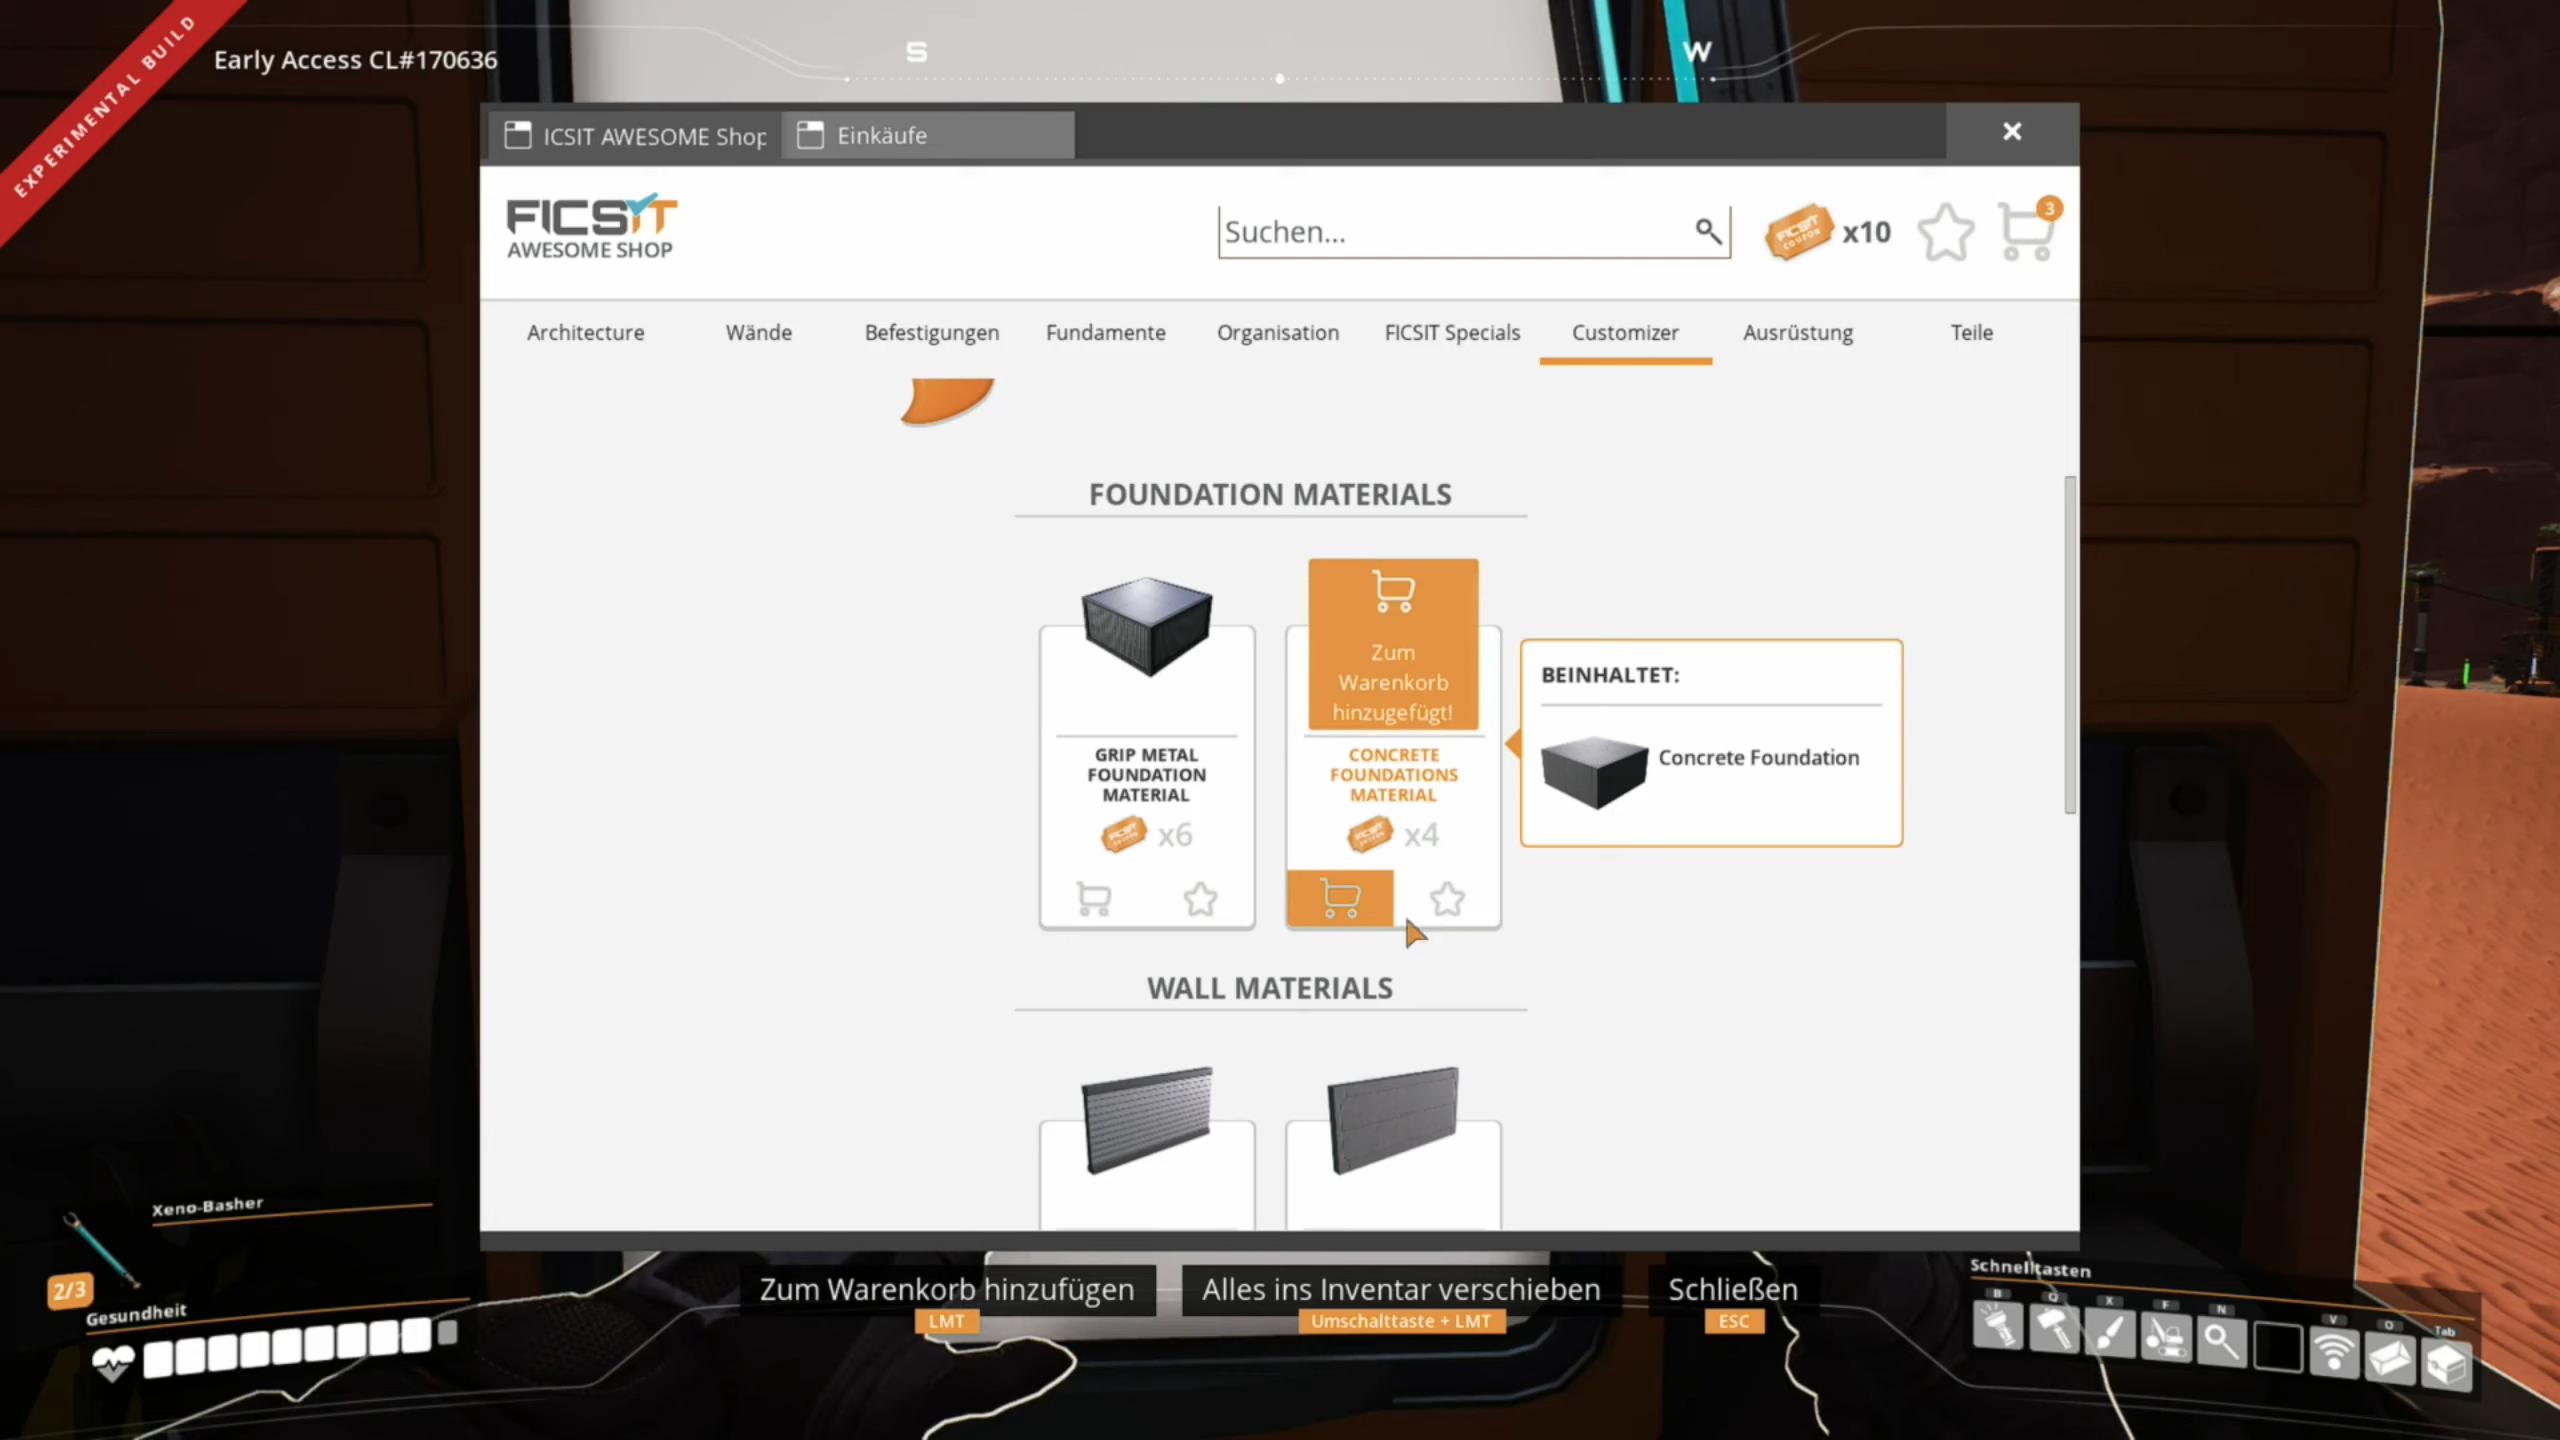 EXPERIMENTAL BUILD
Early Access CL#170636
S
W
ICSIT AWESOME Shop
Einkäufe
FICSIT
AWESOME SHOP
Suchen...
FICSIT
COUPON
x10
3
Architecture
Wände
Befestigungen
Fundamente
Organisation
FICSIT Specials
Customizer
Ausrüstung
Teile
FOUNDATION MATERIALS
Zum
Warenkorb
hinzugefügt!
GRIP METAL
FOUNDATION
MATERIAL
x6
CONCRETE
FOUNDATIONS
MATERIAL
x4
BEINHALTET:
Concrete Foundation
WALL MATERIALS
Xeno-Basher
2/3
Gesundheit
Zum Warenkorb hinzufügen
LMT
Alles ins Inventar verschieben
Umschalttaste + LMT
Schließen
ESC
Schnelltasten
B
Q
X
F
N
V
O
Tab